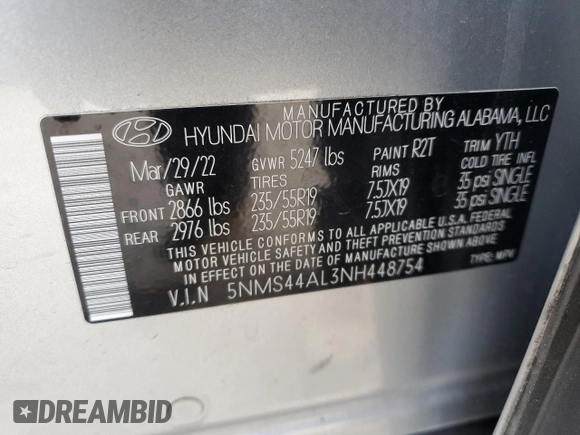 MANUFACTURED BY
HYUNDAI MOTOR MANUFACTURING ALABAMA, LLC
Mar/29/22 GVWR 5247 lbs PAINT R2T TRIM YTH
GAWR TIRES RIMS COLD TIRE INFL
FRONT 2866 lbs 235/55R19 7.5JX19 35 psi SINGLE
REAR 2976 lbs 235/55R19 7.5JX19 35 psi SINGLE
THIS VEHICLE CONFORMS TO ALL APPLICABLE U.S.A. FEDERAL
MOTOR VEHICLE SAFETY AND THEFT PREVENTION STANDARDS
IN EFFECT ON THE DATE OF MANUFACTURE SHOWN ABOVE.
V.I.N 5NMS44AL3NH448754 TYPE: MPV
DREAMBID